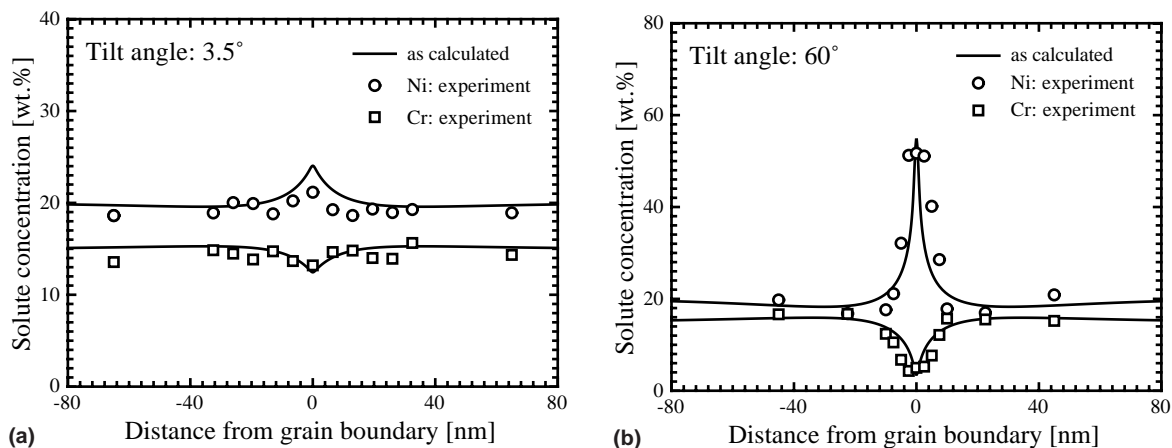 Tilt angle: 3.5°
as calculated
Ni: experiment
Cr: experiment
Solute concentration [wt.%]
40
30
20
10
0
-80 -40 0 40 80
Distance from grain boundary [nm]
(a)
Tilt angle: 60°
as calculated
Ni: experiment
Cr: experiment
Solute concentration [wt.%]
80
60
40
20
0
-80 -40 0 40 80
Distance from grain boundary [nm]
(b)